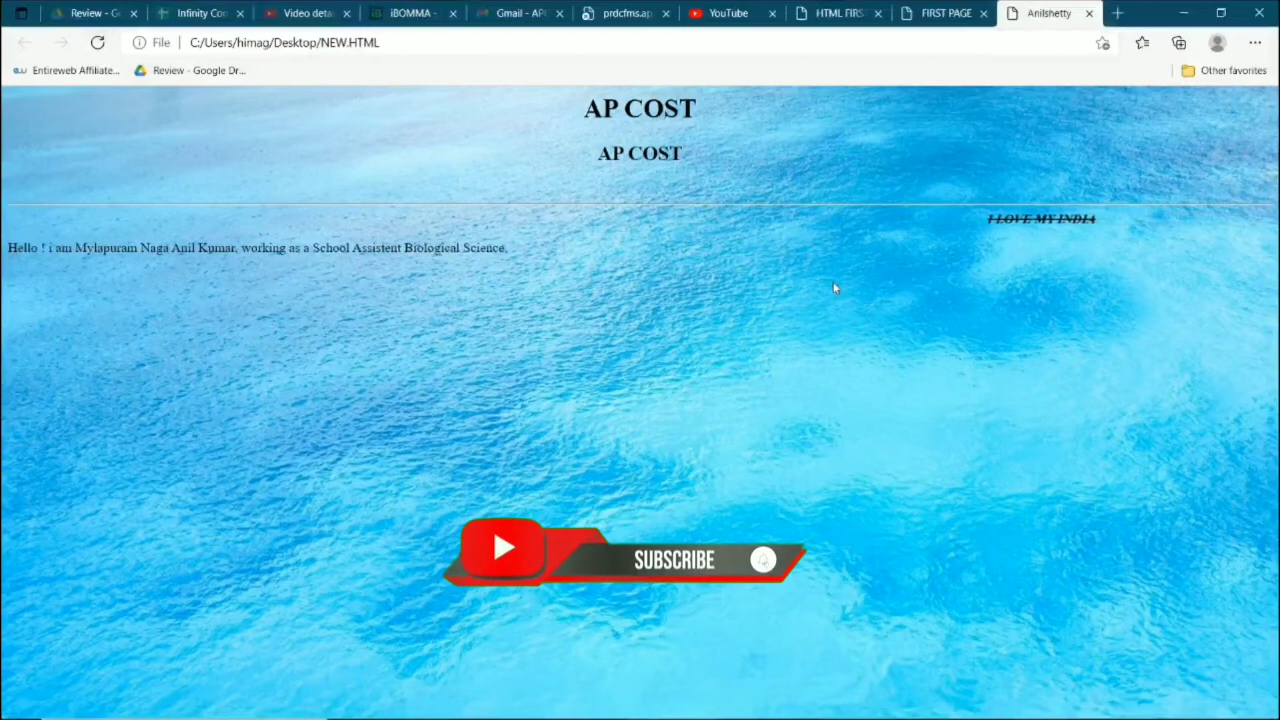 Review - G
Infinity Co
Video deta
iBOMMA -
Gmail - AP
prdcfms.ap
YouTube
HTML FIRS
FIRST PAGE
Anilshetty
File
C:/Users/himag/Desktop/NEW.HTML
Entireweb Affiliate...
Review - Google Dr...
Other favorites
AP COST
AP COST
I LOVE MY INDIA
Hello ! i am Mylapuram Naga Anil Kumar, working as a School Assistent Biological Science.
SUBSCRIBE